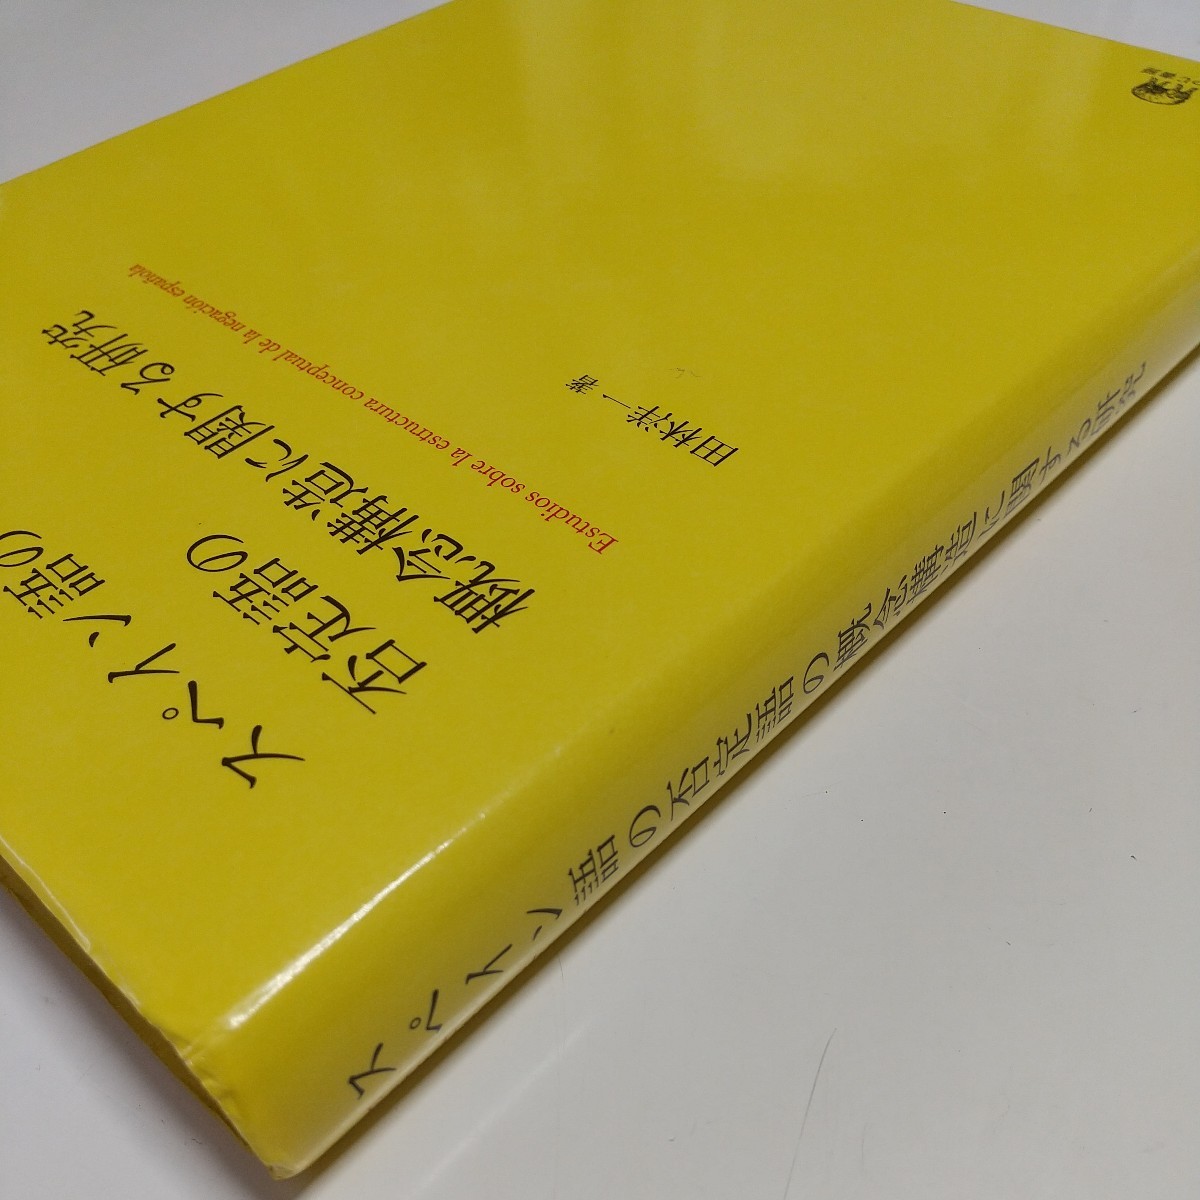 スペイン語の
否定語の
概念構造に関する研究
Estudios sobre la estructura conceptual de la negación española
田林洋一 著
スペイン語の否定語の概念構造に関する研究